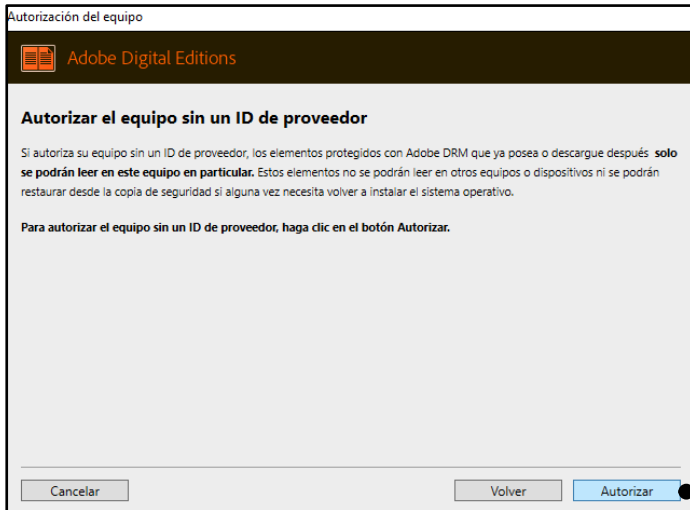 Autorización del equipo
Adobe Digital Editions
Autorizar el equipo sin un ID de proveedor
Si autoriza su equipo sin un ID de proveedor, los elementos protegidos con Adobe DRM que ya posea o descargue después solo
se podrán leer en este equipo en particular. Estos elementos no se podrán leer en otros equipos o dispositivos ni se podrán
restaurar desde la copia de seguridad si alguna vez necesita volver a instalar el sistema operativo.
Para autorizar el equipo sin un ID de proveedor, haga clic en el botón Autorizar.
Cancelar
Volver
Autorizar